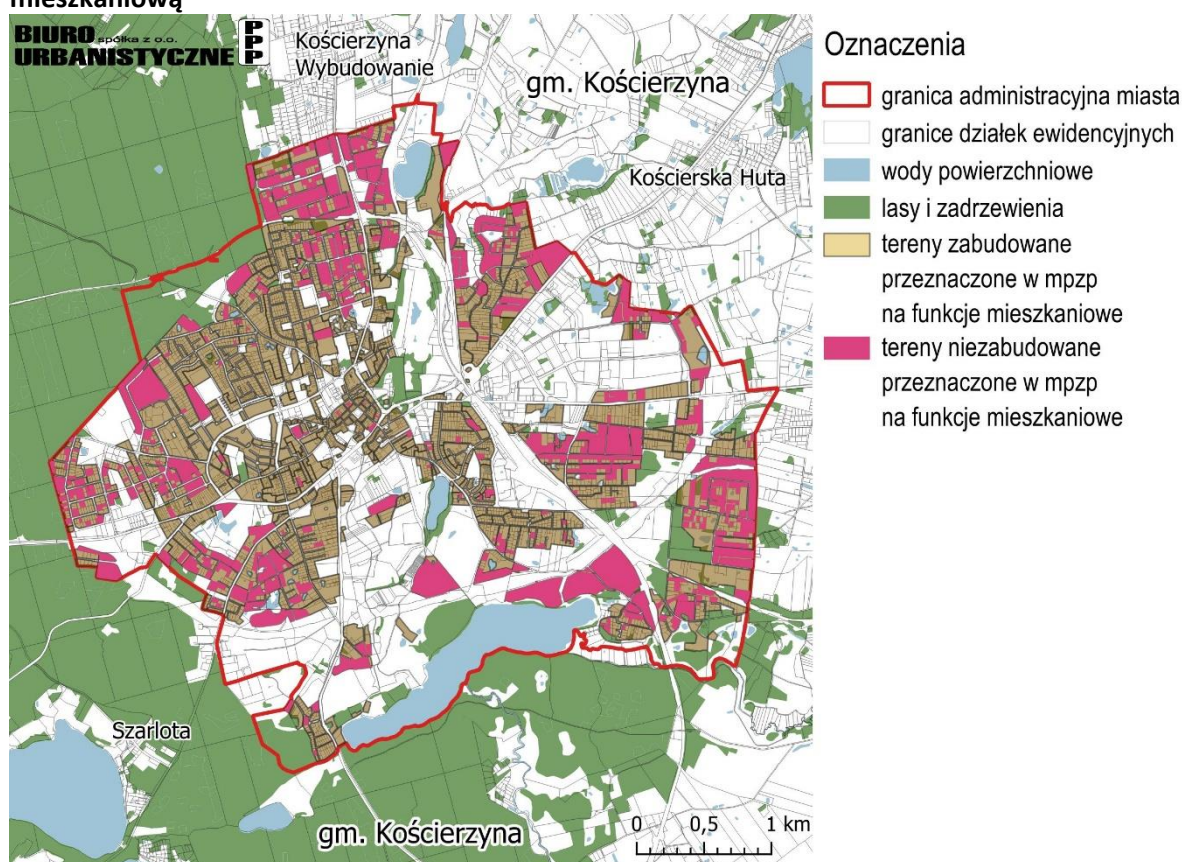 mieszkaniową
BIURO spółka z o.o.
URBANISTYCZNE
PPP
Kościerzyna
Wybudowanie
gm. Kościerzyna
Kościerska Huta
Szarlota
gm. Kościerzyna
0 0,5 1 km
Oznaczenia
granica administracyjna miasta
granice działek ewidencyjnych
wody powierzchniowe
lasy i zadrzewienia
tereny zabudowane
przeznaczone w mpzp
na funkcje mieszkaniowe
tereny niezabudowane
przeznaczone w mpzp
na funkcje mieszkaniowe